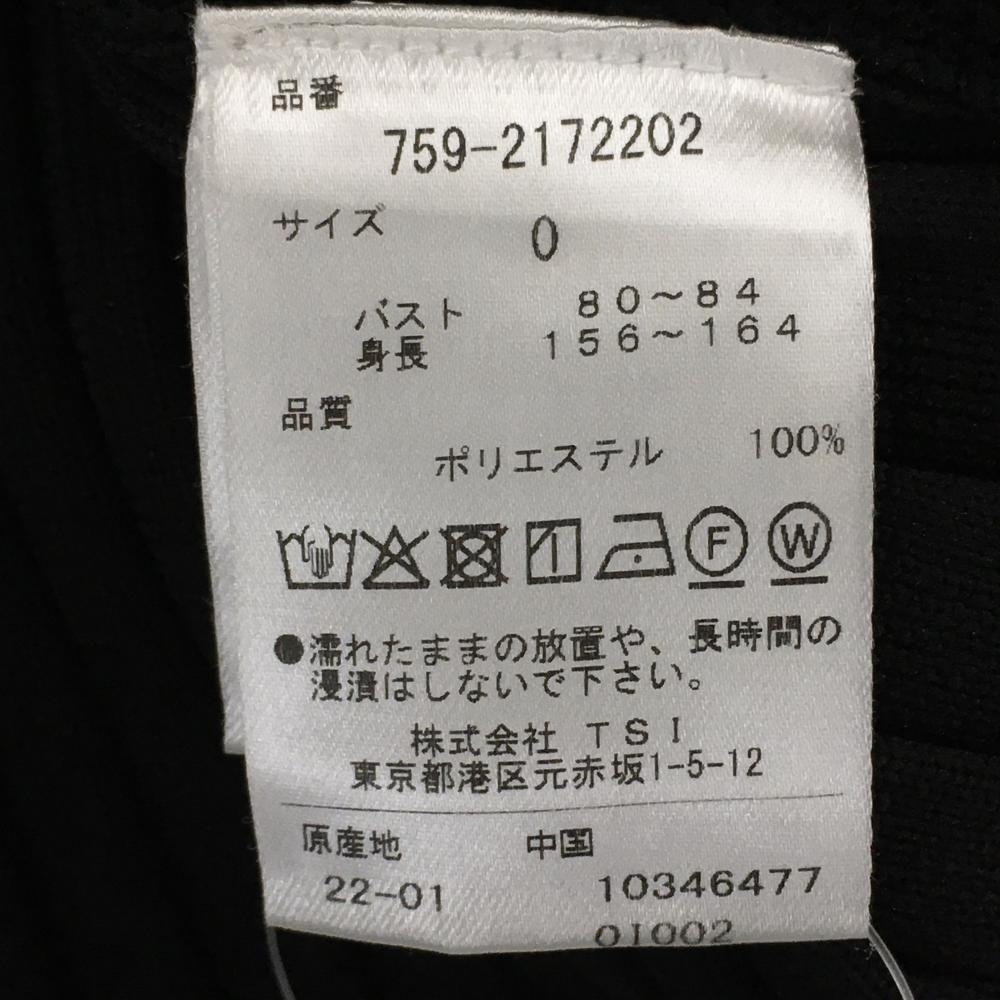 品番
759-2172202
サイズ 0
バスト 80～84
身長 156～164
品質
ポリエステル 100%
F W
●濡れたままの放置や、長時間の
浸漬はしないで下さい。
株式会社 TSI
東京都港区元赤坂1-5-12
原産地 中国
22-01 10346477
01002